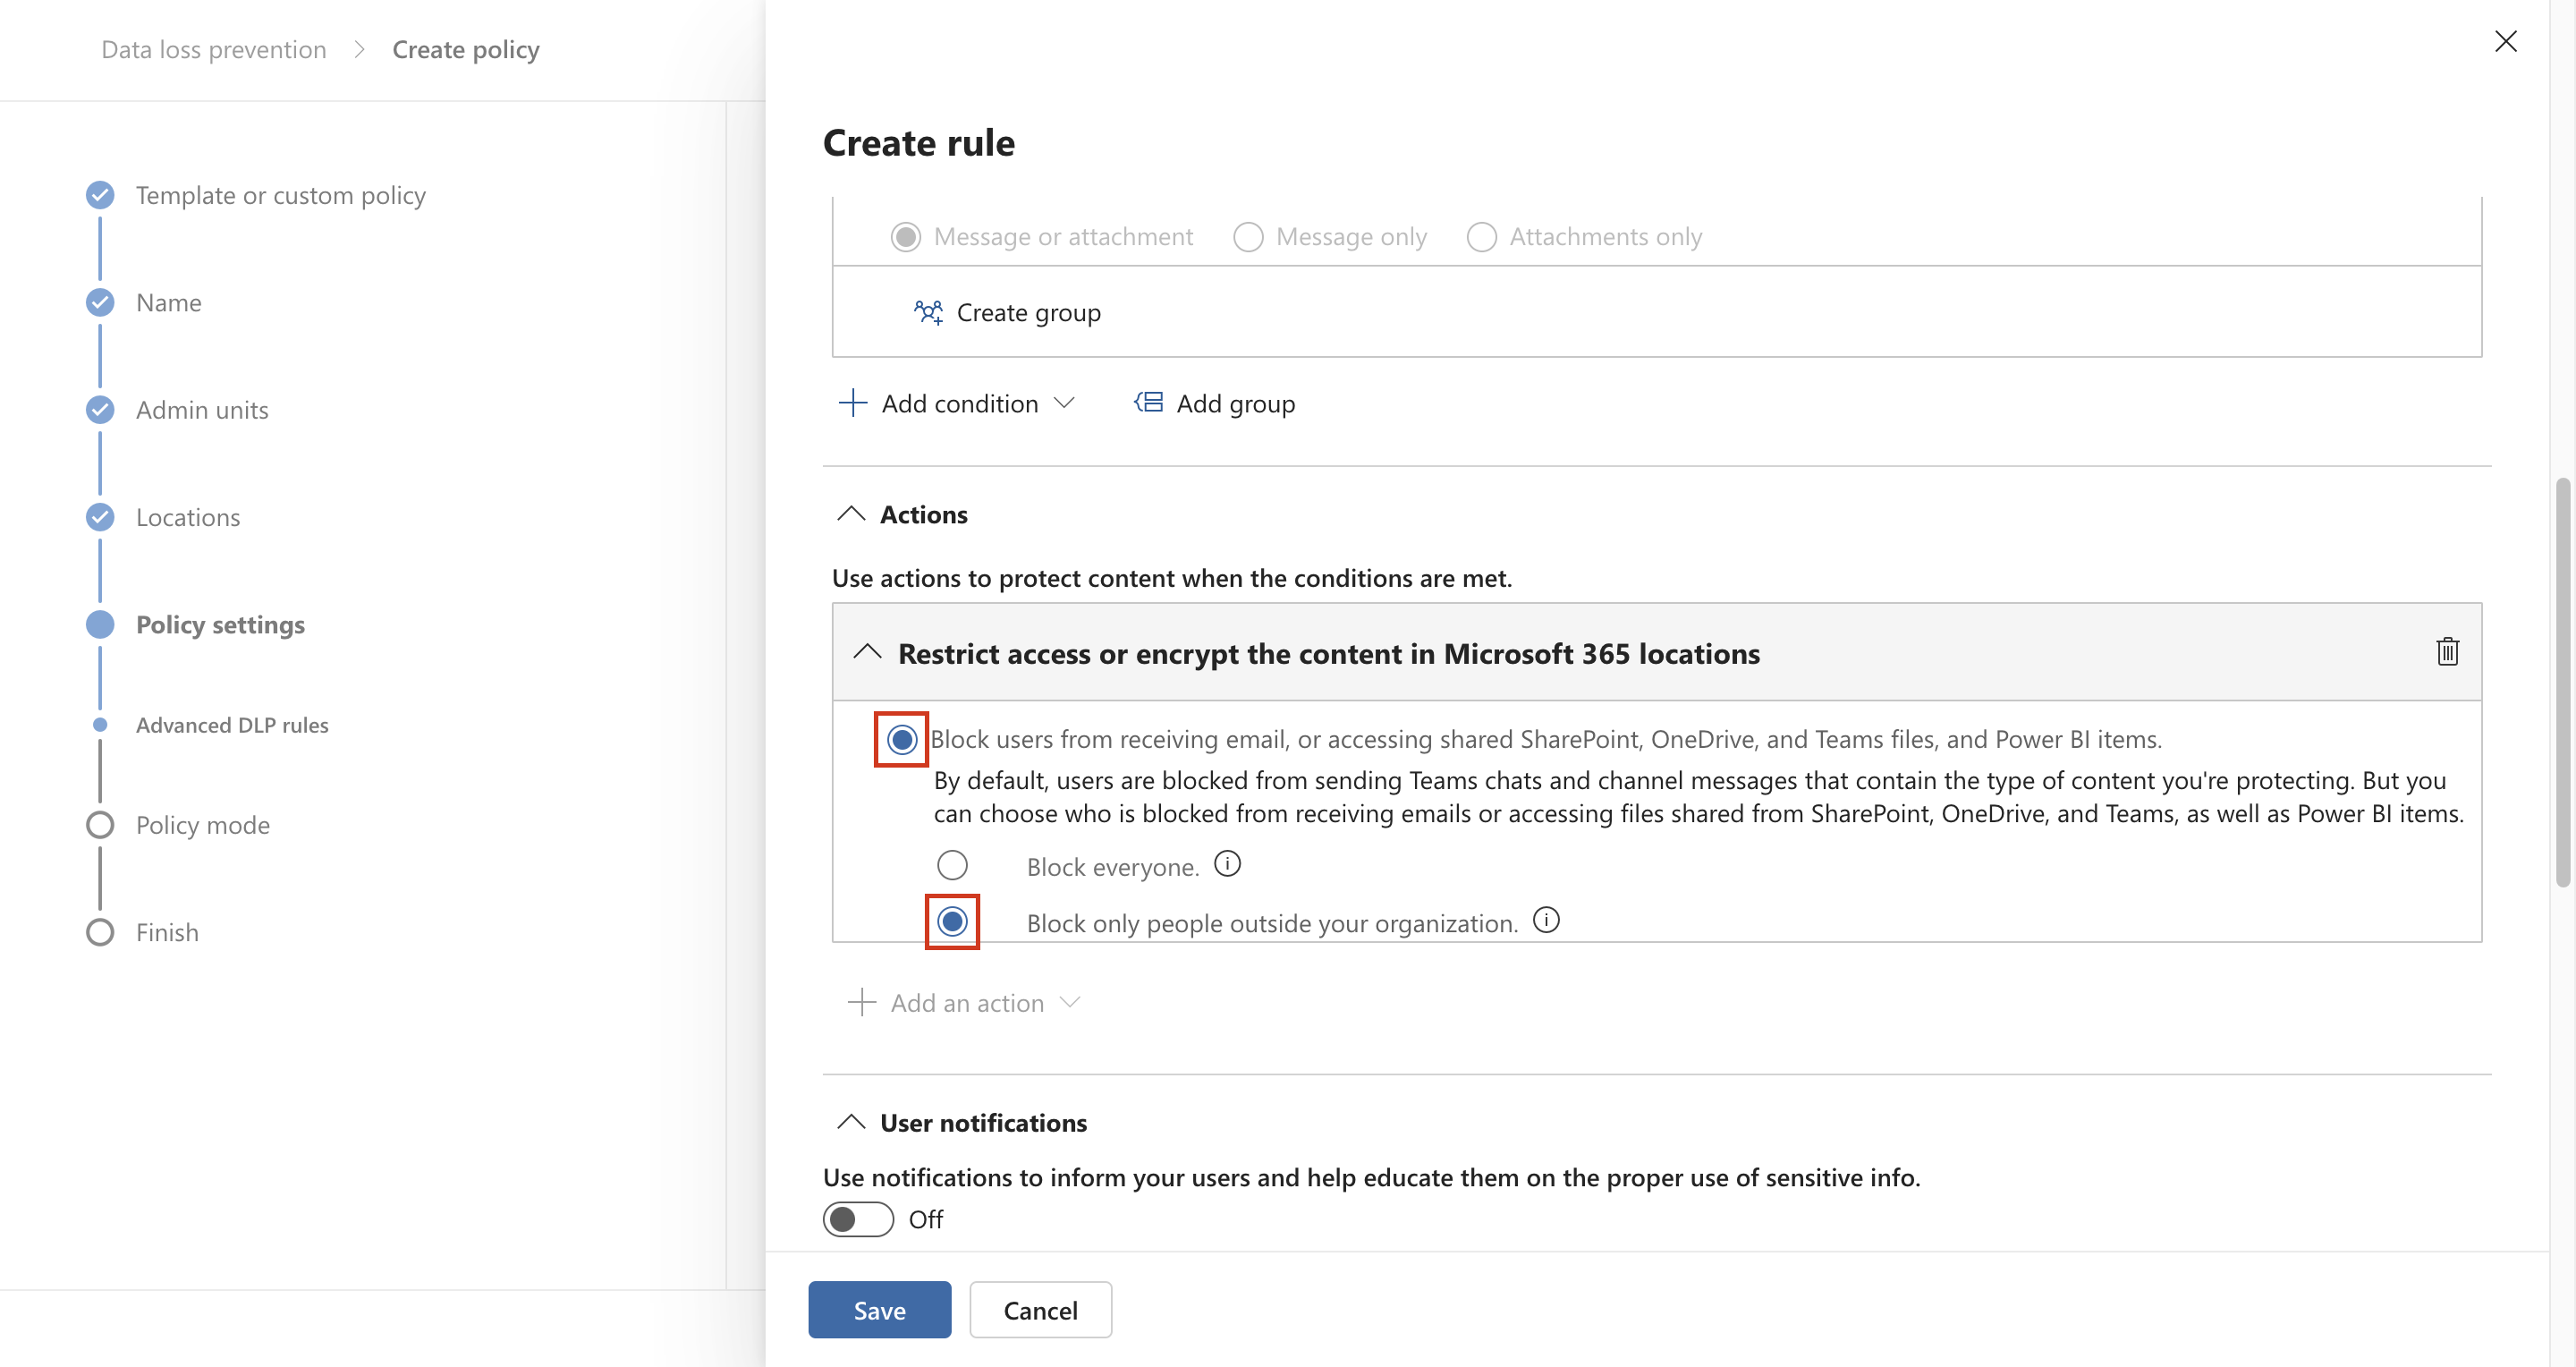 Data loss prevention > Create policy
Template or custom policy
Name
Admin units
Locations
Policy settings
Advanced DLP rules
Policy mode
Finish
Create rule
Message or attachment Message only Attachments only
Create group
Add condition Add group
Actions
Use actions to protect content when the conditions are met.
Restrict access or encrypt the content in Microsoft 365 locations
Block users from receiving email, or accessing shared SharePoint, OneDrive, and Teams files, and Power BI items.
By default, users are blocked from sending Teams chats and channel messages that contain the type of content you're protecting. But you
can choose who is blocked from receiving emails or accessing files shared from SharePoint, OneDrive, and Teams, as well as Power BI items.
Block everyone.
Block only people outside your organization.
Add an action
User notifications
Use notifications to inform your users and help educate them on the proper use of sensitive info.
Off
Save Cancel